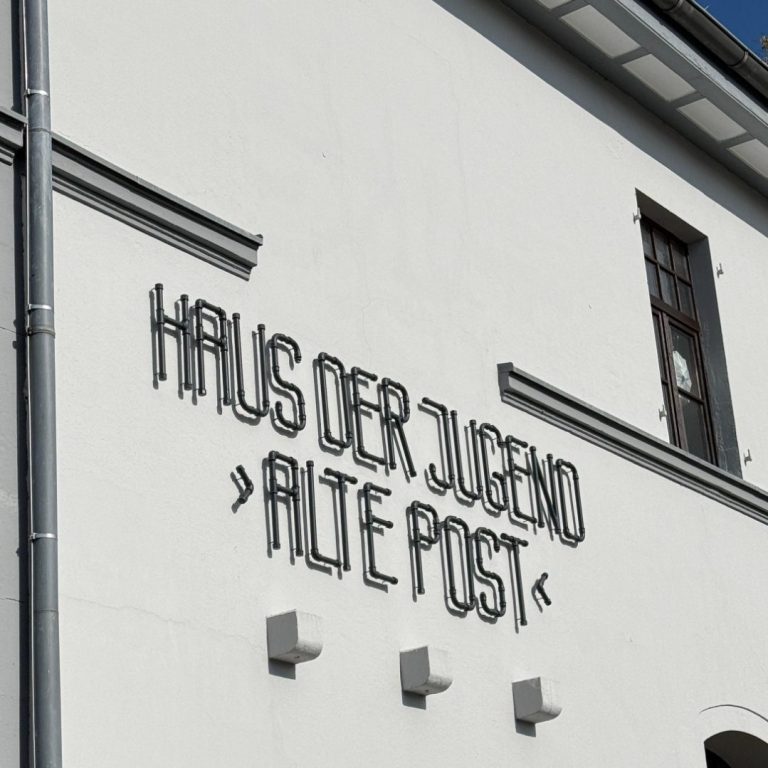 HAUS DER JUGEND
›ALTE POST‹